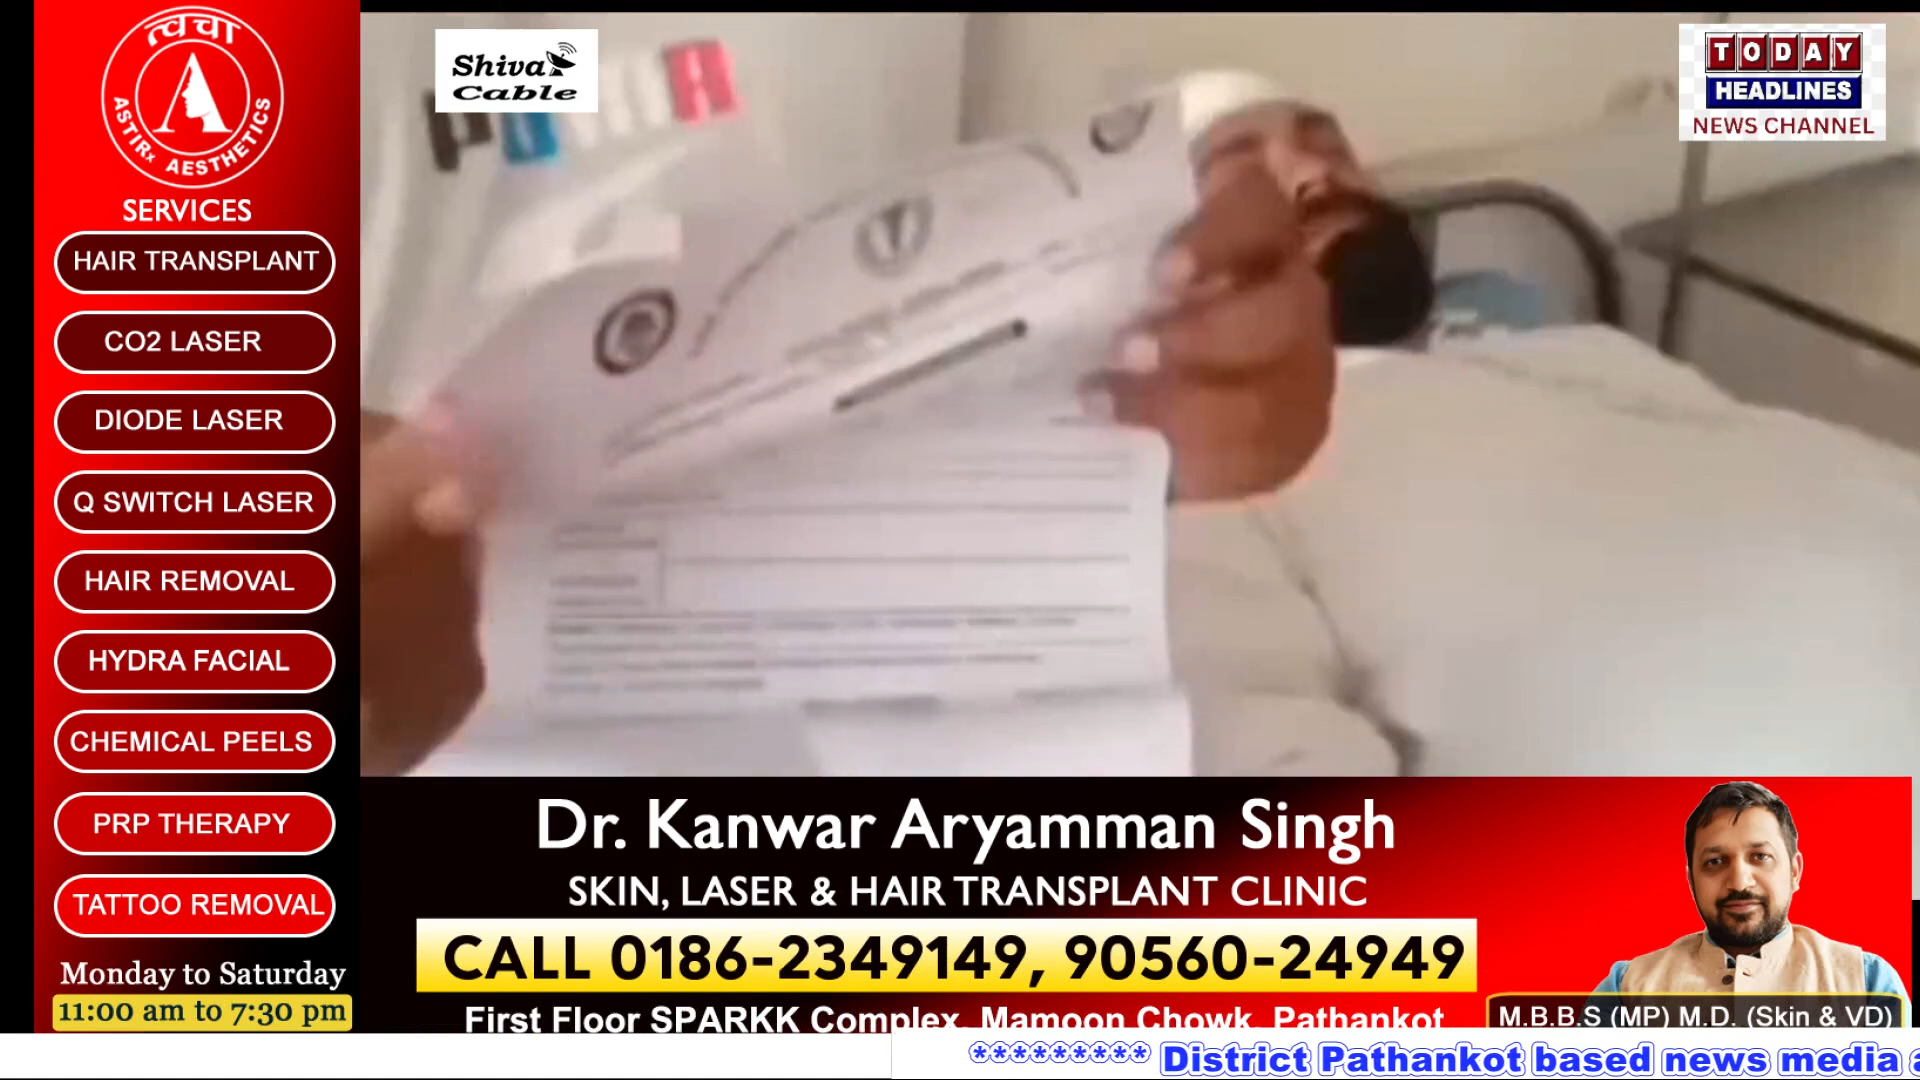 त्वचा
ASTIRx AESTHETICS
SERVICES
HAIR TRANSPLANT
CO2 LASER
DIODE LASER
Q SWITCH LASER
HAIR REMOVAL
HYDRA FACIAL
CHEMICAL PEELS
PRP THERAPY
TATTOO REMOVAL
Monday to Saturday
11:00 am to 7:30 pm
Shiva
Cable
TODAY
HEADLINES
NEWS CHANNEL
Dr. Kanwar Aryamman Singh
SKIN, LASER & HAIR TRANSPLANT CLINIC
CALL 0186-2349149, 90560-24949
First Floor SPARKK Complex, Mamoon Chowk, Pathankot
M.B.B.S (MP) M.D. (Skin & VD)
********* District Pathankot based news media a